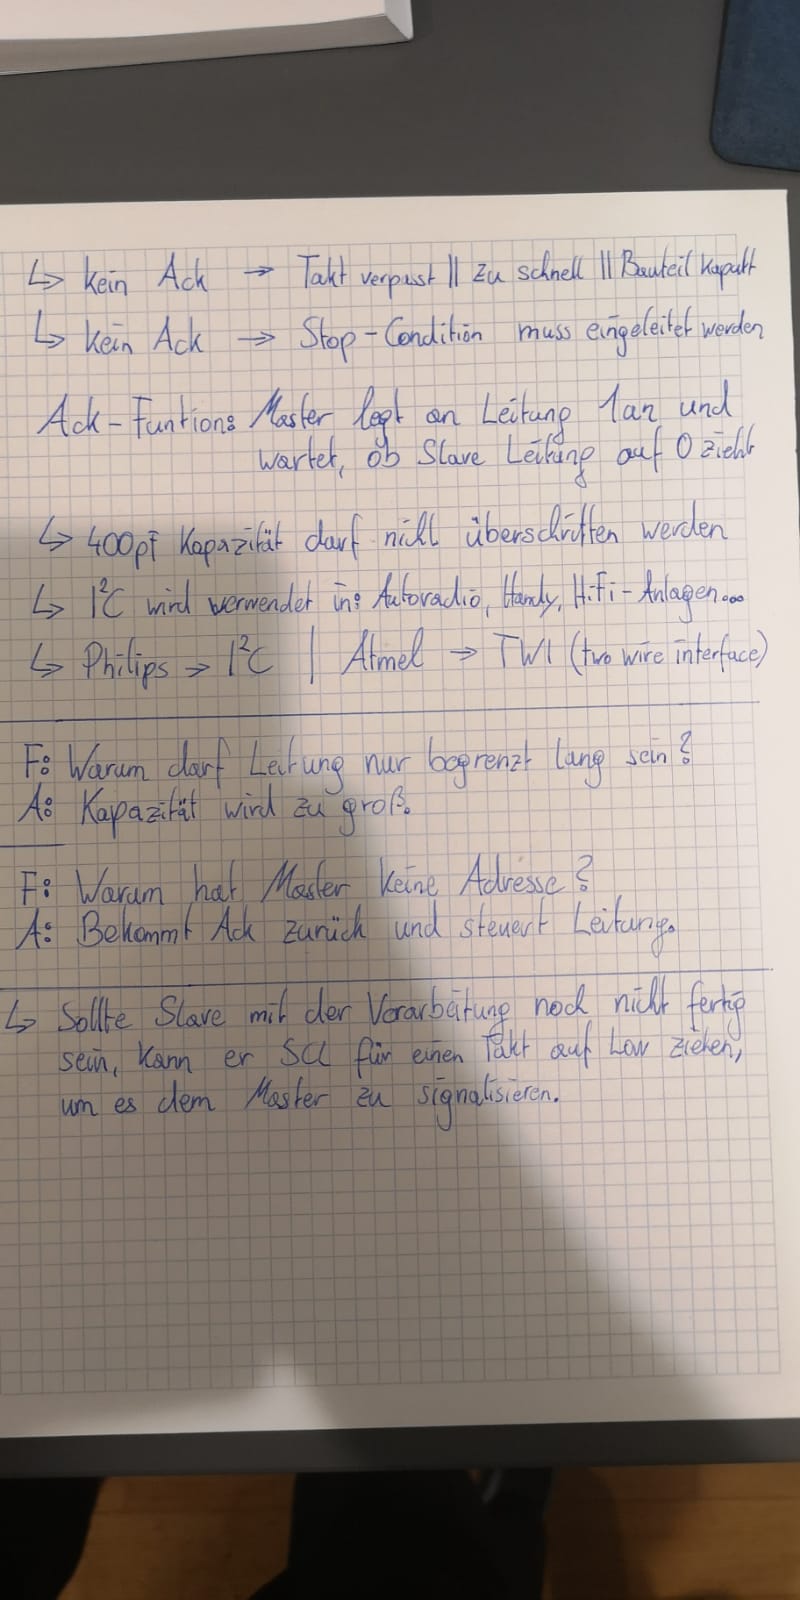 ↳ kein Ack → Takt verpasst || zu schnell || Bauteil kaputt
↳ kein Ack → Stop-Condition muss eingeleitet werden
Ack-Funtion: Master legt an Leitung 1 an und
wartet, ob Slave Leitung auf 0 zieht
↳ 400pF Kapazität darf nicht überschritten werden
↳ I²C wird verwendet in: Autoradio, Handy, HiFi-Anlagen...
↳ Philips → I²C | Atmel → TWI (two wire interface)
F: Warum darf Leitung nur begrenzt lang sein?
A: Kapazität wird zu groß.
F: Warum hat Master keine Adresse?
A: Bekommt Ack zurück und steuert Leitung.
↳ Sollte Slave mit der Verarbeitung noch nicht fertig
sein, kann er SCL für einen Takt auf Low ziehen,
um es dem Master zu signalisieren.